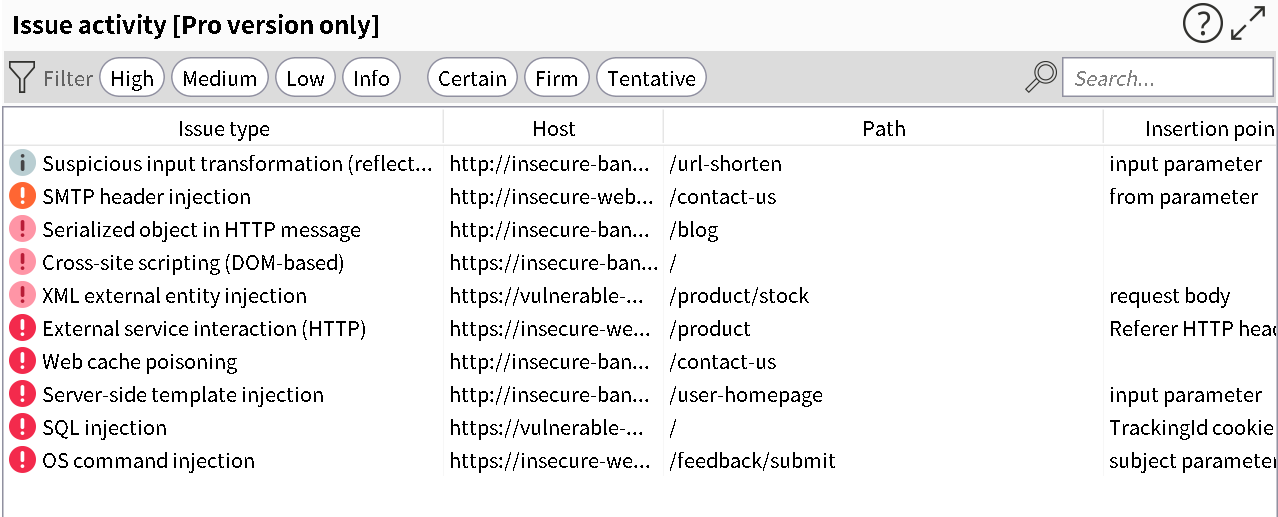 Issue activity [Pro version only] ?
Filter High Medium Low Info Certain Firm Tentative Search...
Issue type Host Path Insertion poin
Suspicious input transformation (reflect... http://insecure-ban... /url-shorten input parameter
SMTP header injection http://insecure-web... /contact-us from parameter
Serialized object in HTTP message http://insecure-ban... /blog
Cross-site scripting (DOM-based) https://insecure-ban... /
XML external entity injection https://vulnerable-... /product/stock request body
External service interaction (HTTP) https://insecure-we... /product Referer HTTP head
Web cache poisoning http://insecure-ban... /contact-us
Server-side template injection http://insecure-ban... /user-homepage input parameter
SQL injection https://vulnerable-... / TrackingId cookie
OS command injection https://insecure-we... /feedback/submit subject parameter